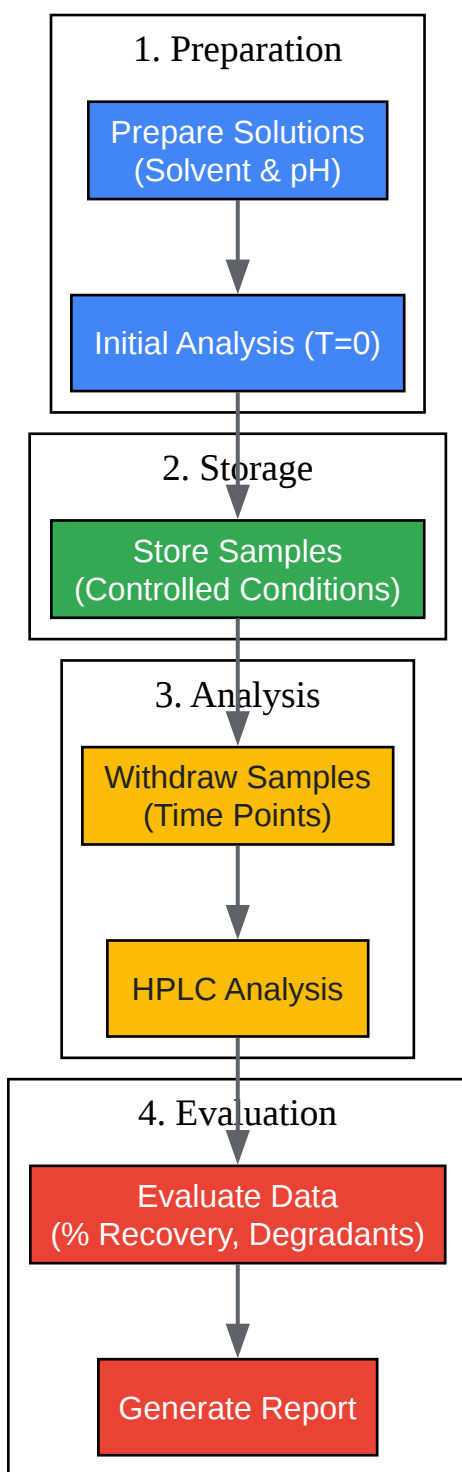 1. Preparation
Prepare Solutions
(Solvent & pH)
Initial Analysis (T=0)
2. Storage
Store Samples
(Controlled Conditions)
3. Analysis
Withdraw Samples
(Time Points)
HPLC Analysis
4. Evaluation
Evaluate Data
(% Recovery, Degradants)
Generate Report